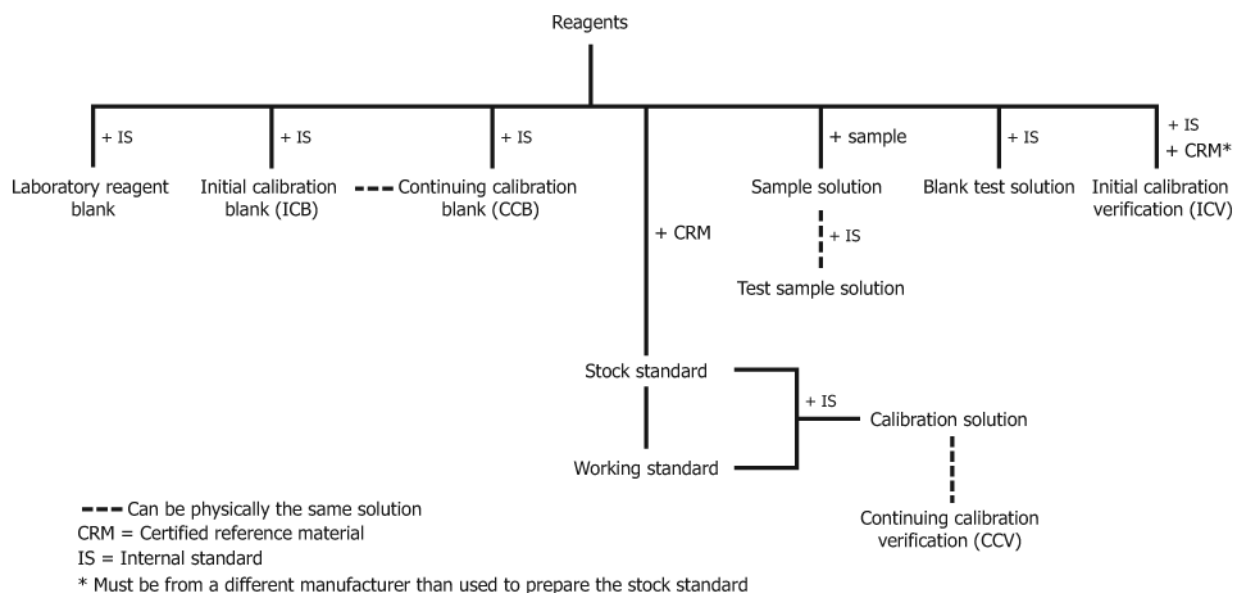 Reagents
+ IS
+ IS
+ IS
+ sample
+ IS
+ IS
+ CRM*
Laboratory reagent
blank
Initial calibration
blank (ICB)
Continuing calibration
blank (CCB)
Sample solution
Blank test solution
Initial calibration
verification (ICV)
+ CRM
+ IS
Test sample solution
Stock standard
+ IS
Calibration solution
Working standard
Continuing calibration
verification (CCV)
Can be physically the same solution
CRM = Certified reference material
IS = Internal standard
* Must be from a different manufacturer than used to prepare the stock standard